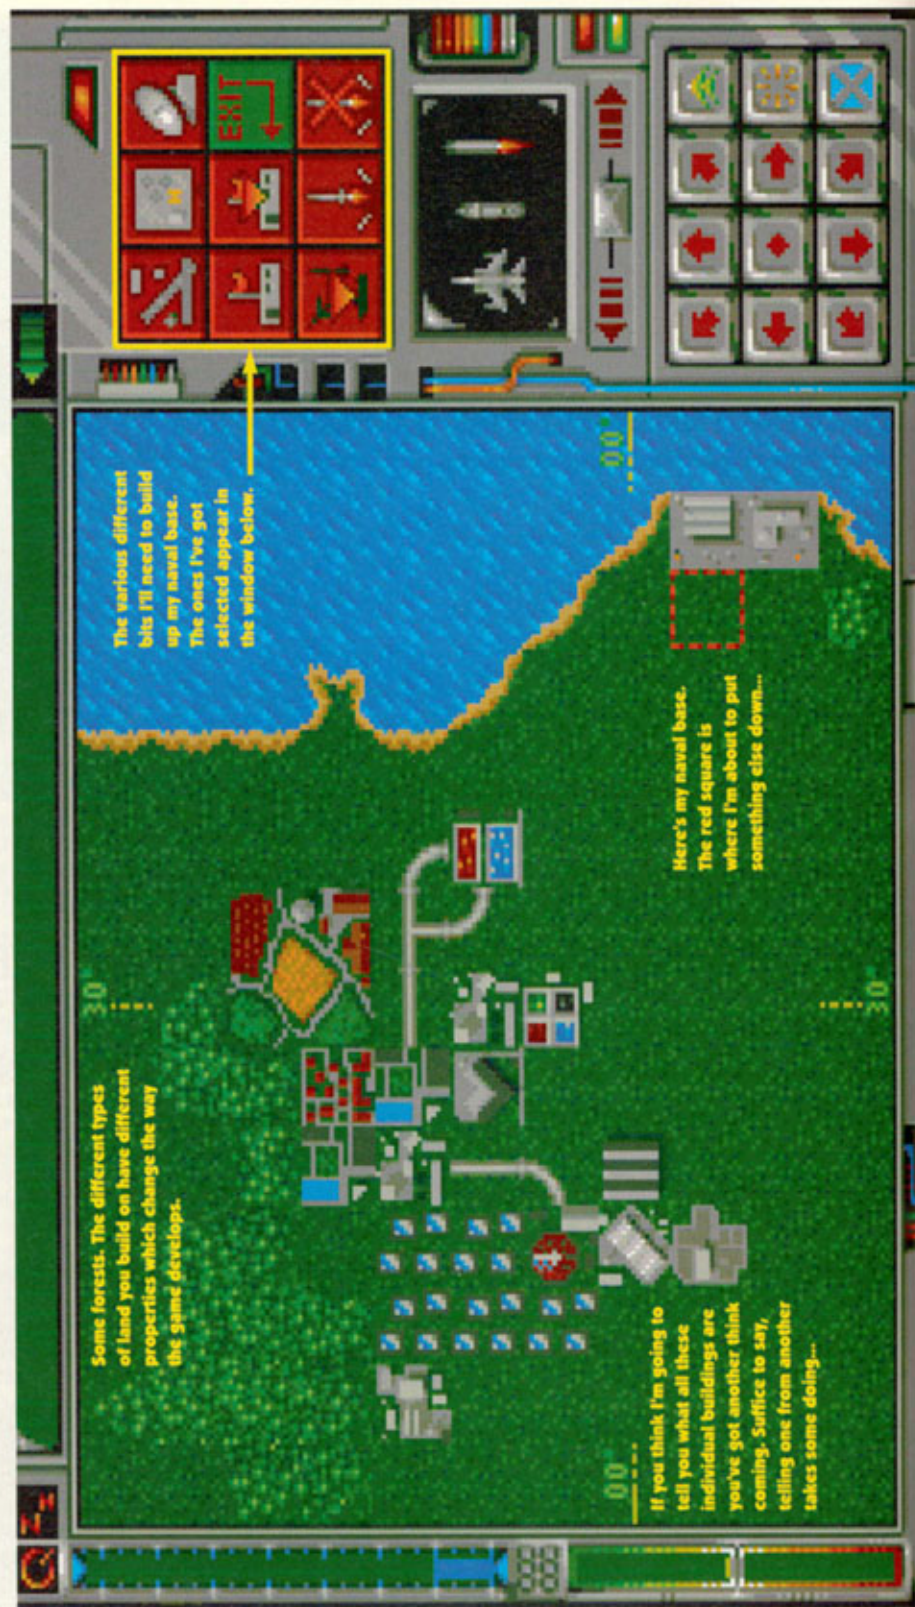 The various different
bits I'll need to build
up my naval base.
The ones I've got
selected appear in
the window below.
EXIT
Some forests. The different types
of land you build on have different
properties which change the way
the game develops.
30°
00°
Here's my naval base.
The red square is
where I'm about to put
something else down...
If you think I'm going to
tell you what all these
individual buildings are
you've got another think
coming. Suffice to say,
telling one from another
takes some doing...
00°
30°